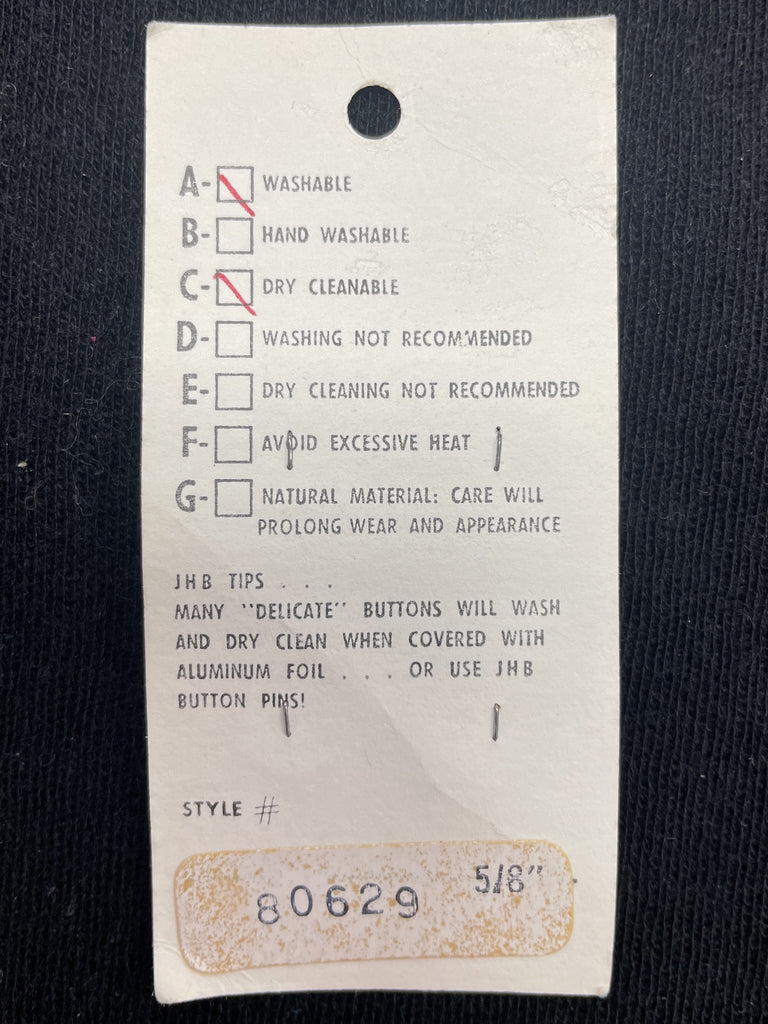 A- WASHABLE
B- HAND WASHABLE
C- DRY CLEANABLE
D- WASHING NOT RECOMMENDED
E- DRY CLEANING NOT RECOMMENDED
F- AVOID EXCESSIVE HEAT
G- NATURAL MATERIAL: CARE WILL
PROLONG WEAR AND APPEARANCE
JHB TIPS . . .
MANY "DELICATE" BUTTONS WILL WASH
AND DRY CLEAN WHEN COVERED WITH
ALUMINUM FOIL . . . OR USE JHB
BUTTON PINS!
STYLE #
80629 5/8"